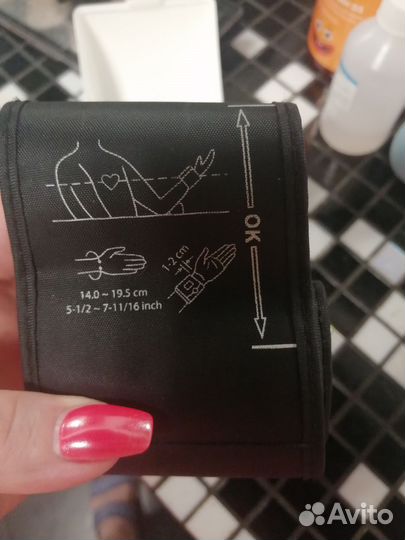 OK
1-2 cm
14.0 ~ 19.5 cm
5-1/2 ~ 7-11/16 inch
Avito